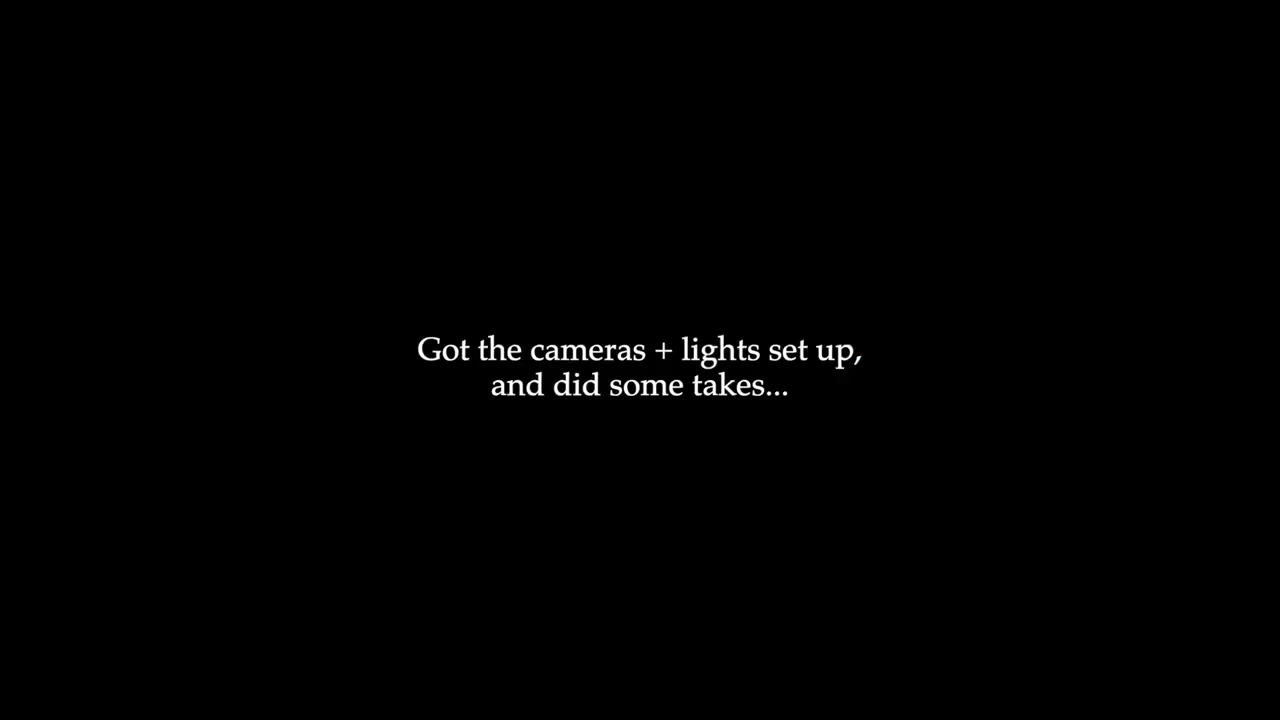 Got the cameras + lights set up,
and did some takes...